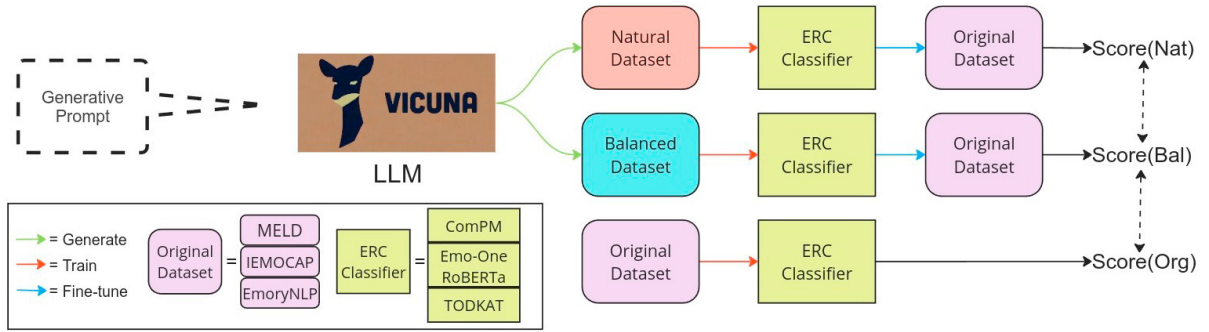 Generative
Prompt
VICUNA
LLM
Natural
Dataset
ERC
Classifier
Original
Dataset
Score(Nat)
Balanced
Dataset
ERC
Classifier
Original
Dataset
Score(Bal)
Original
Dataset
ERC
Classifier
Score(Org)
= Generate
= Train
= Fine-tune
Original
Dataset
=
MELD
IEMOCAP
EmoryNLP
ERC
Classifier
=
ComPM
Emo-One
RoBERTa
TODKAT